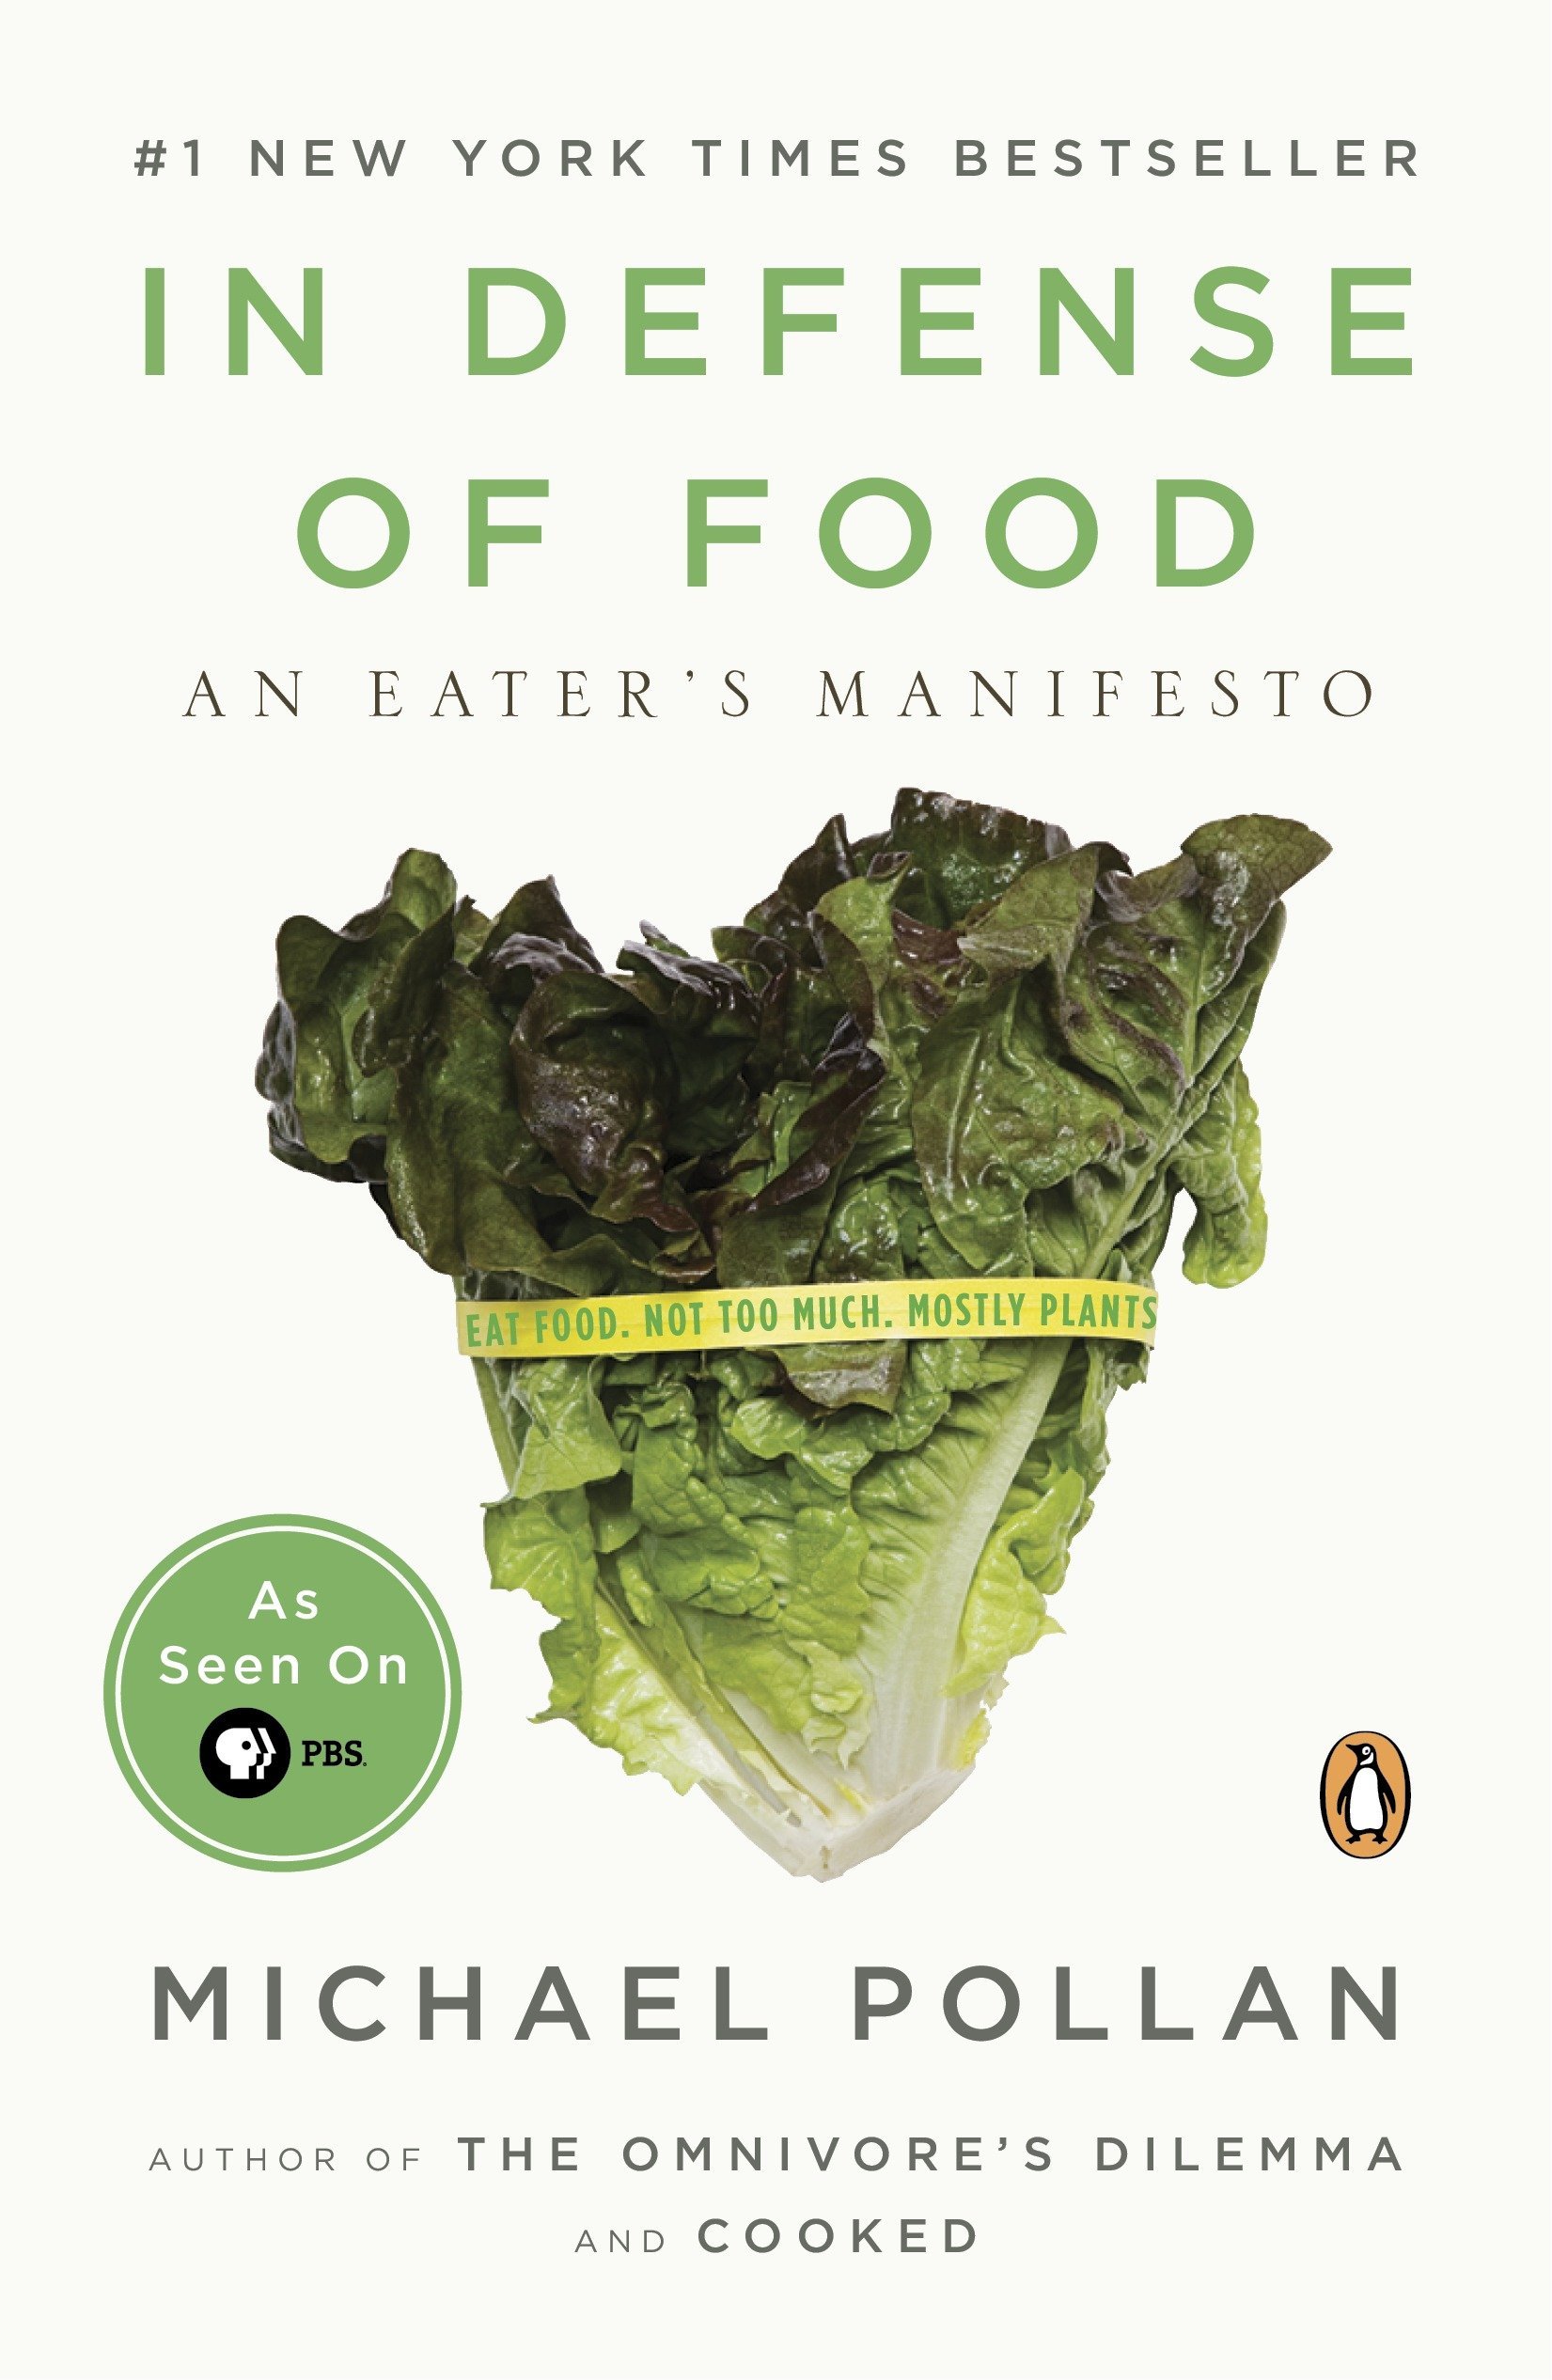 #1 NEW YORK TIMES BESTSELLER
IN DEFENSE
OF FOOD
AN EATER’S MANIFESTO
EAT FOOD. NOT TOO MUCH. MOSTLY PLANTS
As
Seen On
PBS.
MICHAEL POLLAN
AUTHOR OF THE OMNIVORE’S DILEMMA
AND COOKED